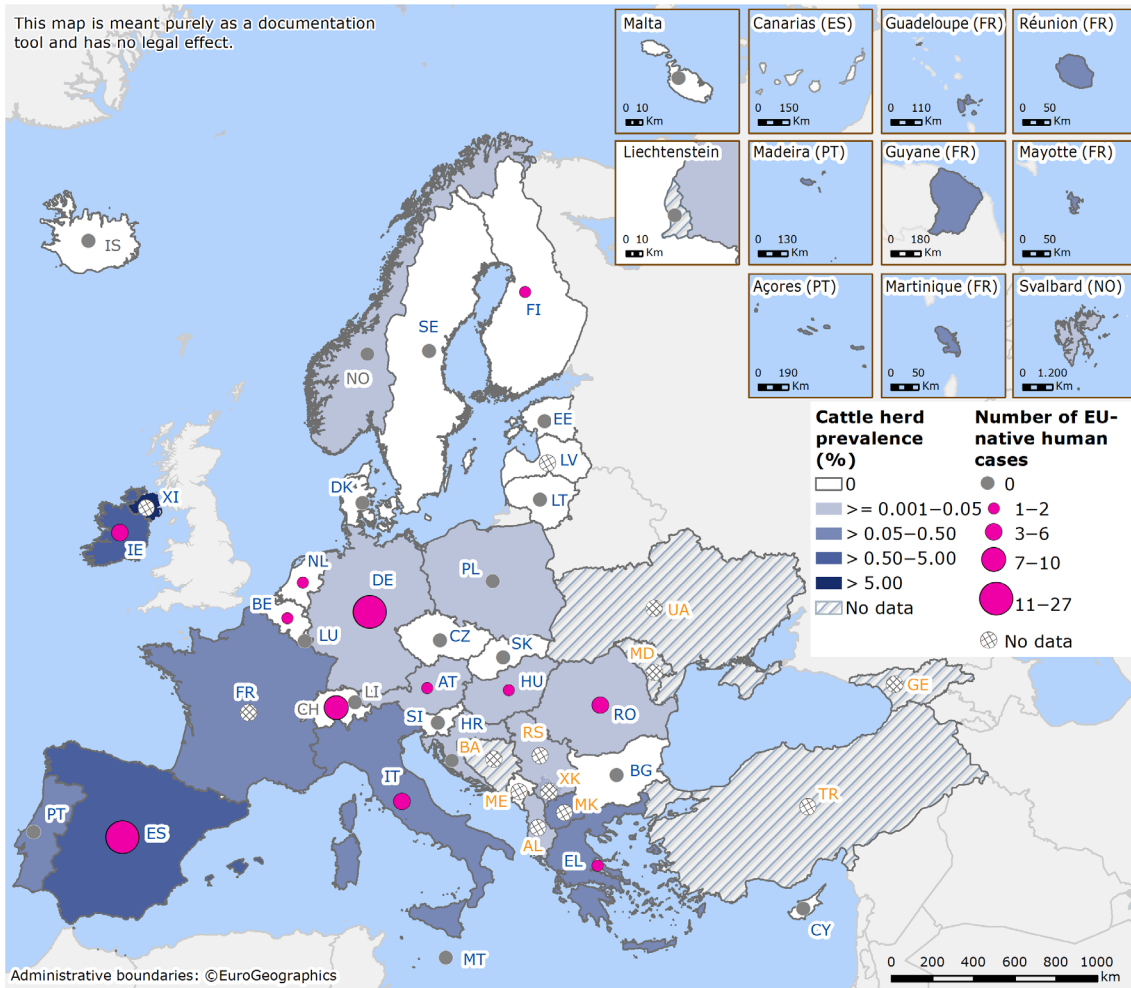 This map is meant purely as a documentation
tool and has no legal effect.
Malta
0 10
Km
Canarias (ES)
0 150
Km
Guadeloupe (FR)
0 110
Km
Réunion (FR)
0 50
Km
Liechtenstein
0 10
Km
Madeira (PT)
0 130
Km
Guyane (FR)
0 180
Km
Mayotte (FR)
0 50
Km
Açores (PT)
0 190
Km
Martinique (FR)
0 50
Km
Svalbard (NO)
0 1.200
Km
Cattle herd
prevalence
(%)
0
>= 0.001–0.05
> 0.05–0.50
> 0.50–5.00
> 5.00
No data
Number of EU-
native human
cases
0
1–2
3–6
7–10
11–27
No data
IS
FI
SE
NO
EE
LV
DK
LT
XI
IE
NL
DE
PL
BE
UA
LU
CZ
SK
MD
FR
CH
LI
AT
HU
RO
GE
SI
HR
RS
BA
BG
XK
IT
ME
MK
TR
PT
ES
AL
EL
CY
MT
Administrative boundaries: ©EuroGeographics
0 200 400 600 800 1000
km